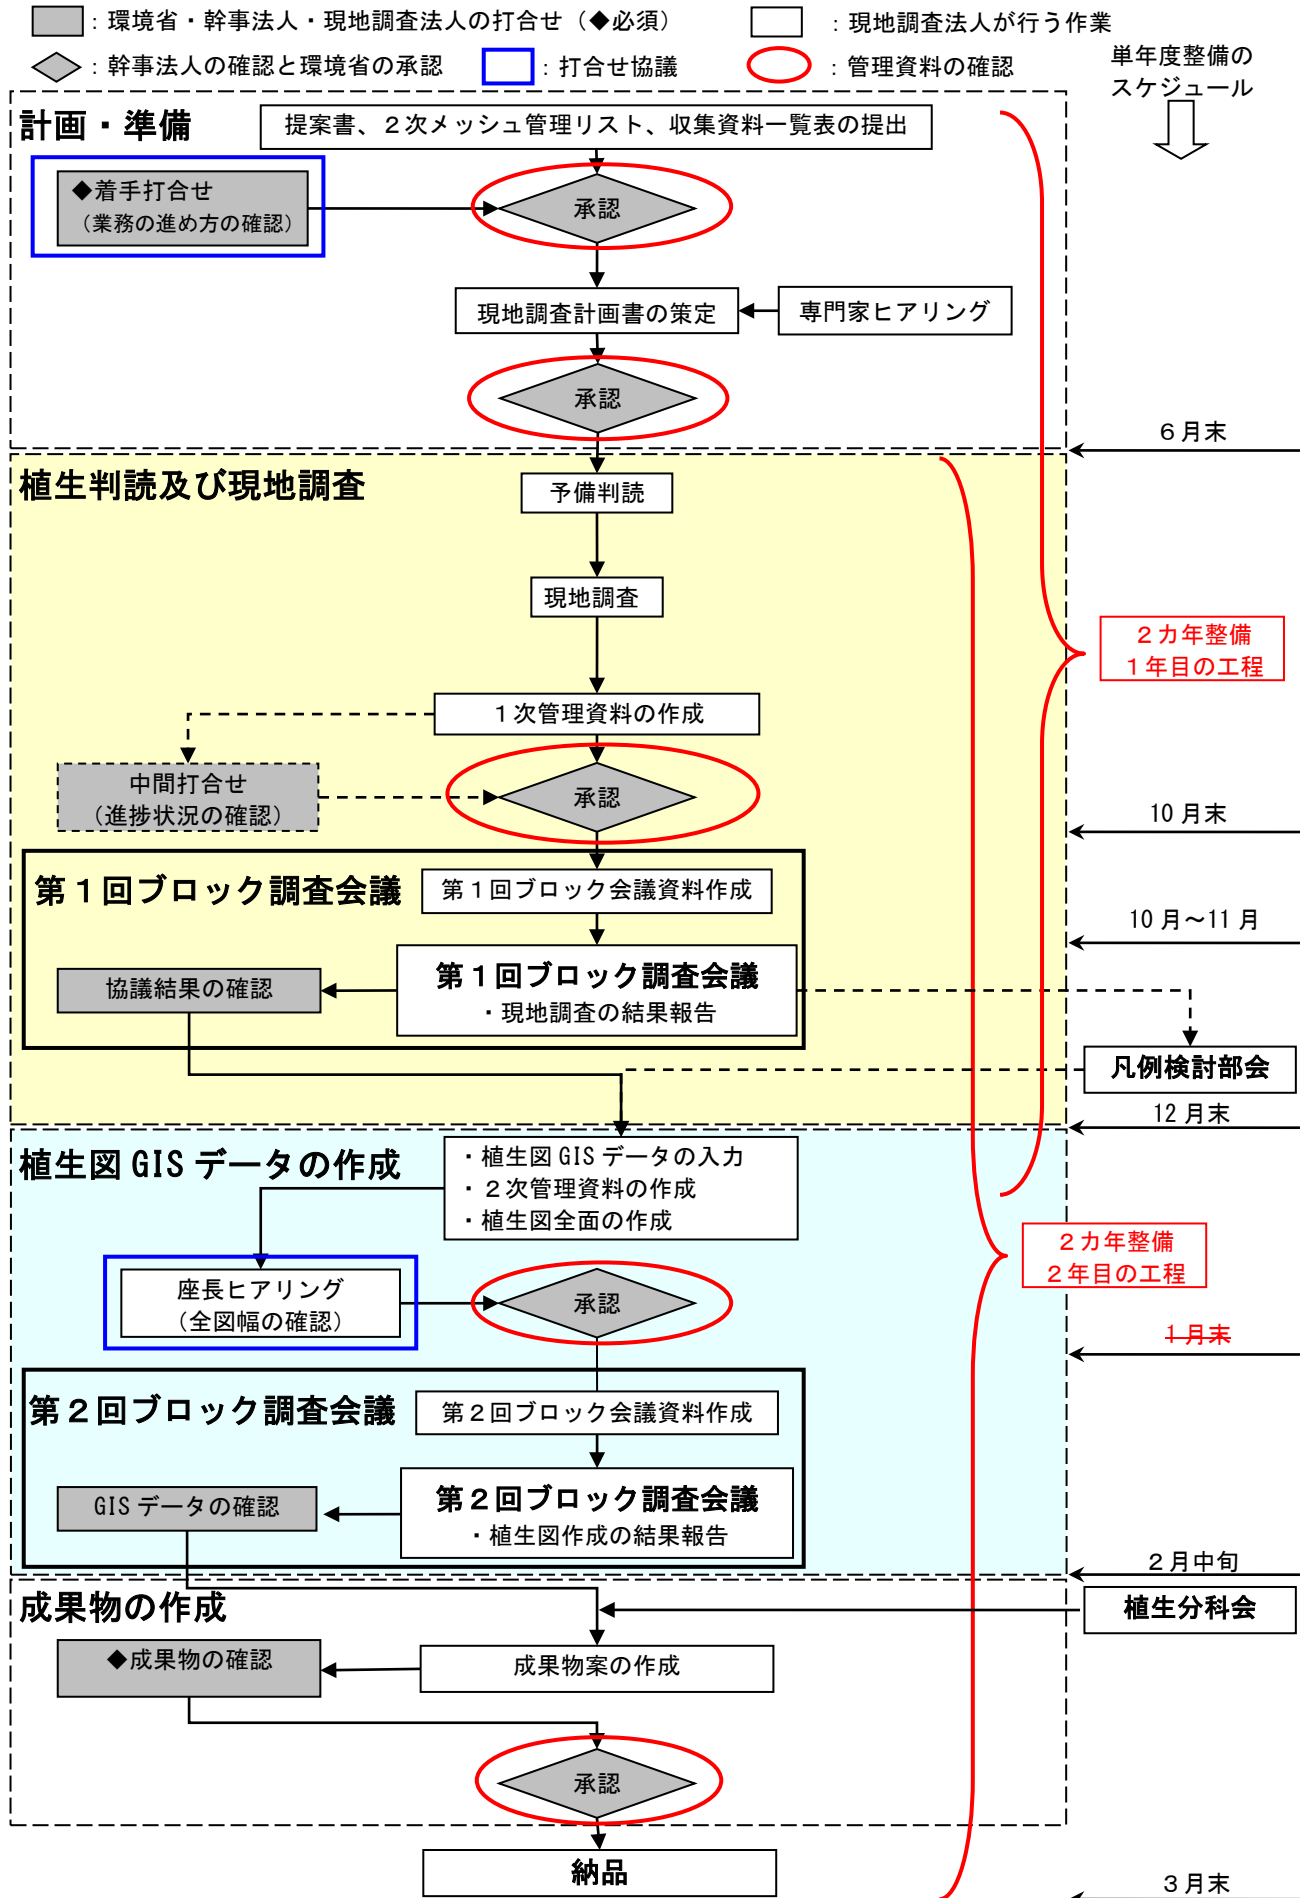 ：環境省・幹事法人・現地調査法人の打合せ（◆必須）
：現地調査法人が行う作業
：幹事法人の確認と環境省の承認
：打合せ協議
：管理資料の確認
単年度整備の
スケジュール
計画・準備
提案書、２次メッシュ管理リスト、収集資料一覧表の提出
◆着手打合せ
（業務の進め方の確認）
承認
現地調査計画書の策定
専門家ヒアリング
承認
６月末
植生判読及び現地調査
予備判読
現地調査
２カ年整備
１年目の工程
１次管理資料の作成
中間打合せ
（進捗状況の確認）
承認
10 月末
第１回ブロック調査会議
第１回ブロック会議資料作成
10 月～11 月
協議結果の確認
第１回ブロック調査会議
・現地調査の結果報告
凡例検討部会
12 月末
植生図 GIS データの作成
・植生図 GIS データの入力
・２次管理資料の作成
・植生図全面の作成
２カ年整備
２年目の工程
座長ヒアリング
（全図幅の確認）
承認
１月末
第２回ブロック調査会議
第２回ブロック会議資料作成
GIS データの確認
第２回ブロック調査会議
・植生図作成の結果報告
２月中旬
成果物の作成
植生分科会
◆成果物の確認
成果物案の作成
承認
納品
３月末